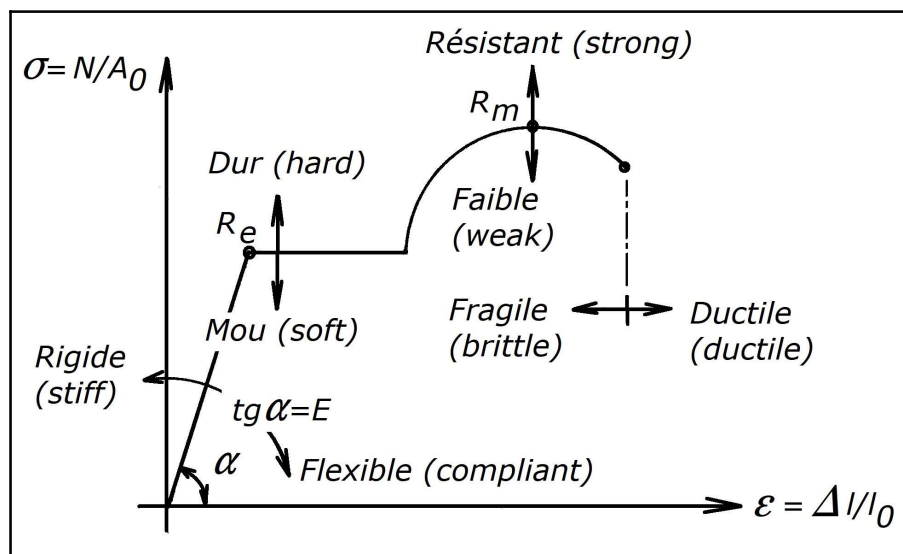 Résistant (strong)
σ= N/A₀
Rₘ
Dur (hard)
Rₑ
Faible
(weak)
Mou (soft)
Fragile
(brittle)
Ductile
(ductile)
Rigide
(stiff)
tg α=E
α
Flexible (compliant)
ε = Δ l/l₀